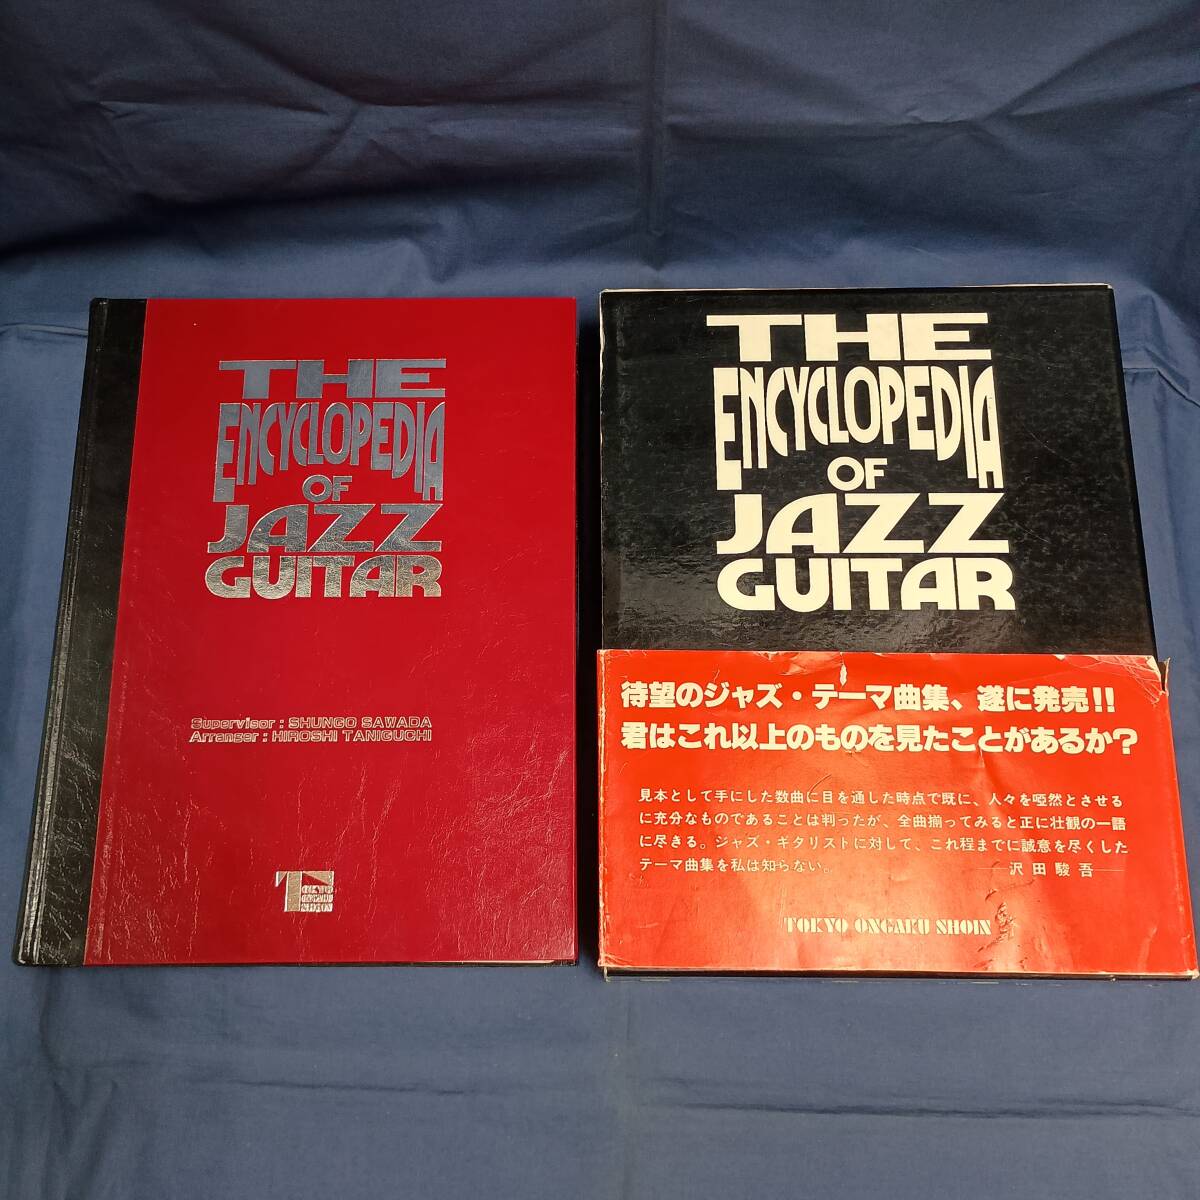 THE
ENCYCLOPEDIA
OF
JAZZ
GUITAR
Supervisor : SHUNGO SAWADA
Arranger : HIROSHI TANIGUCHI
TOKYO
ONGAKU
SHOIN
THE
ENCYCLOPEDIA
OF
JAZZ
GUITAR
待望のジャズ・テーマ曲集、遂に発売!!
君はこれ以上のものを見たことがあるか?
見本として手にした数曲に目を通した時点で既に、人々を啞然とさせる
に充分なものであることは判ったが、全曲揃ってみると正に壮観の一語
に尽きる。ジャズ・ギタリストに対して、これ程までに誠意を尽くした
テーマ曲集を私は知らない。 ——沢田駿吾——
TOKYO ONGAKU SHOIN